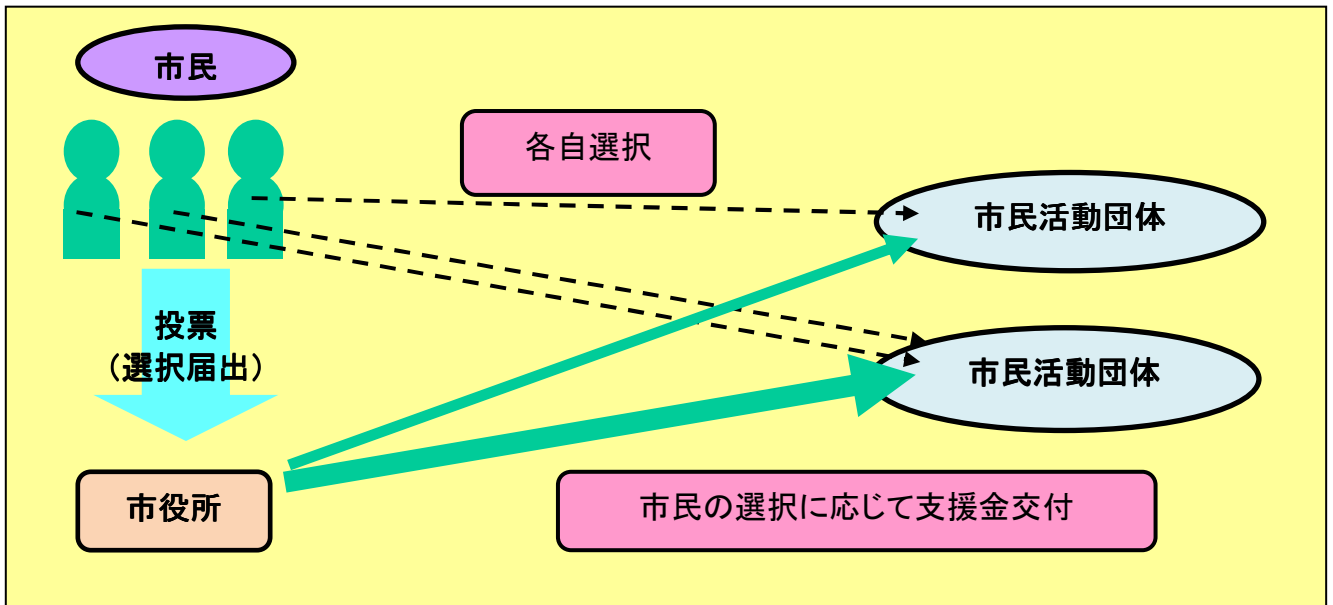 市民
各自選択
市民活動団体
投票
（選択届出）
市民活動団体
市役所
市民の選択に応じて支援金交付